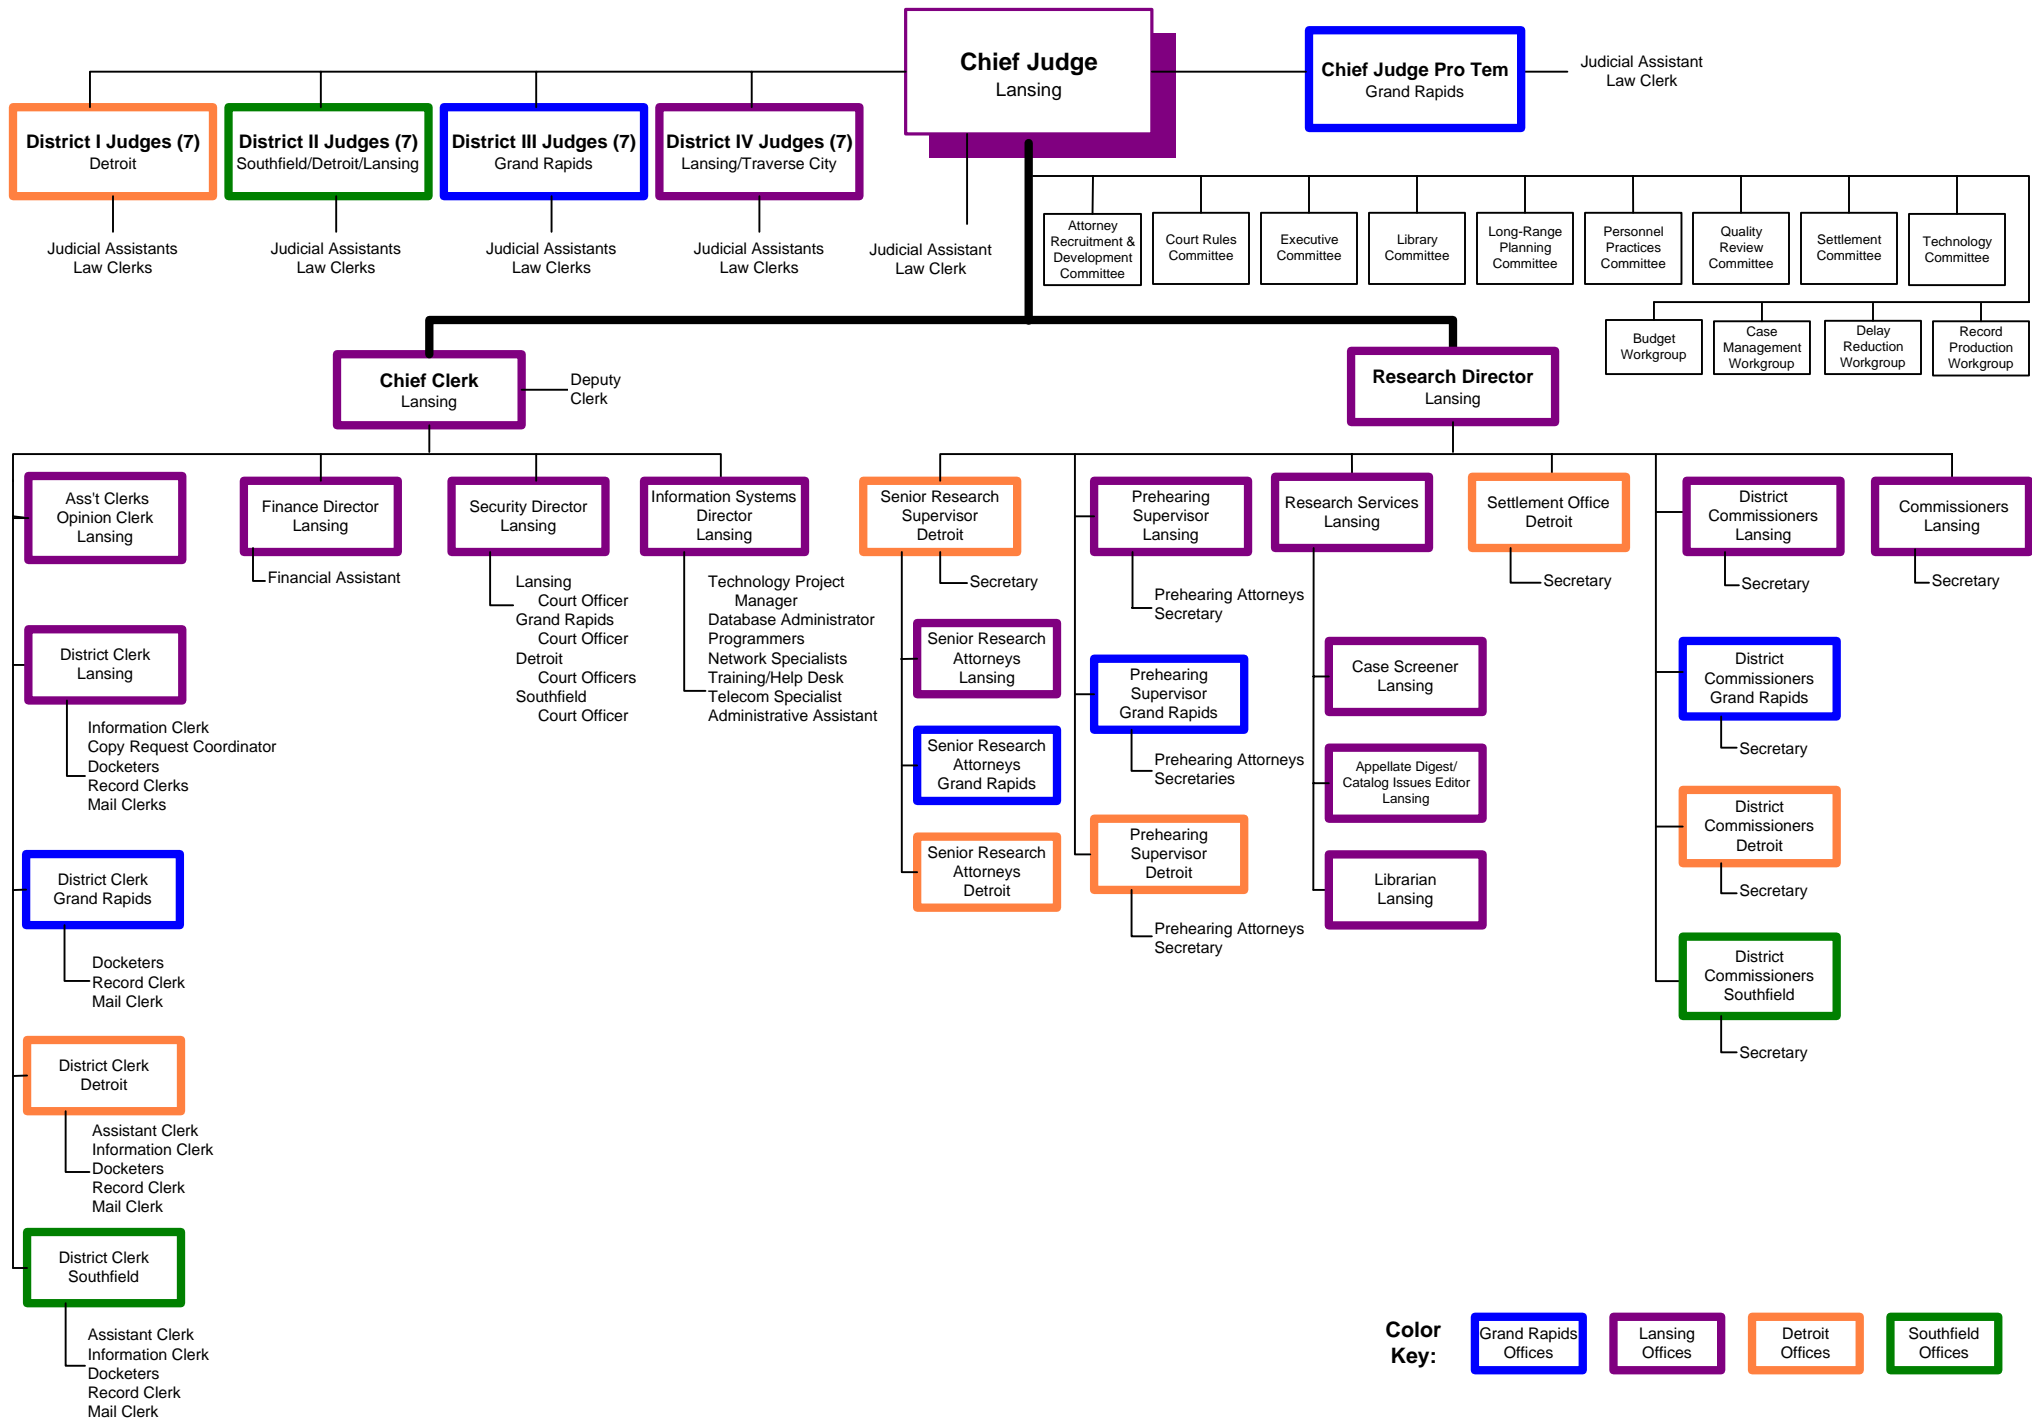 Chief Judge
Lansing
Chief Judge Pro Tem
Grand Rapids
Judicial Assistant
Law Clerk
District I Judges (7)
Detroit
District II Judges (7)
Southfield/Detroit/Lansing
District III Judges (7)
Grand Rapids
District IV Judges (7)
Lansing/Traverse City
Judicial Assistants
Law Clerks
Judicial Assistants
Law Clerks
Judicial Assistants
Law Clerks
Judicial Assistants
Law Clerks
Judicial Assistant
Law Clerk
Attorney
Recruitment &
Development
Committee
Court Rules
Committee
Executive
Committee
Library
Committee
Long-Range
Planning
Committee
Personnel
Practices
Committee
Quality
Review
Committee
Settlement
Committee
Technology
Committee
Budget
Workgroup
Case
Management
Workgroup
Delay
Reduction
Workgroup
Record
Production
Workgroup
Chief Clerk
Lansing
Deputy
Clerk
Research Director
Lansing
Ass't Clerks
Opinion Clerk
Lansing
Finance Director
Lansing
Financial Assistant
Security Director
Lansing
Lansing
Court Officer
Grand Rapids
Court Officer
Detroit
Court Officers
Southfield
Court Officer
Information Systems
Director
Lansing
Technology Project
Manager
Database Administrator
Programmers
Network Specialists
Training/Help Desk
Telecom Specialist
Administrative Assistant
District Clerk
Lansing
Information Clerk
Copy Request Coordinator
Docketers
Record Clerks
Mail Clerks
District Clerk
Grand Rapids
Docketers
Record Clerk
Mail Clerk
District Clerk
Detroit
Assistant Clerk
Information Clerk
Docketers
Record Clerk
Mail Clerk
District Clerk
Southfield
Assistant Clerk
Information Clerk
Docketers
Record Clerk
Mail Clerk
Senior Research
Supervisor
Detroit
Secretary
Senior Research
Attorneys
Lansing
Senior Research
Attorneys
Grand Rapids
Senior Research
Attorneys
Detroit
Prehearing
Supervisor
Lansing
Prehearing Attorneys
Secretary
Prehearing
Supervisor
Grand Rapids
Prehearing Attorneys
Secretaries
Prehearing
Supervisor
Detroit
Prehearing Attorneys
Secretary
Research Services
Lansing
Case Screener
Lansing
Appellate Digest/
Catalog Issues Editor
Lansing
Librarian
Lansing
Settlement Office
Detroit
Secretary
District
Commissioners
Lansing
Secretary
District
Commissioners
Grand Rapids
Secretary
District
Commissioners
Detroit
Secretary
District
Commissioners
Southfield
Secretary
Commissioners
Lansing
Secretary
Color
Key:
Grand Rapids
Offices
Lansing
Offices
Detroit
Offices
Southfield
Offices